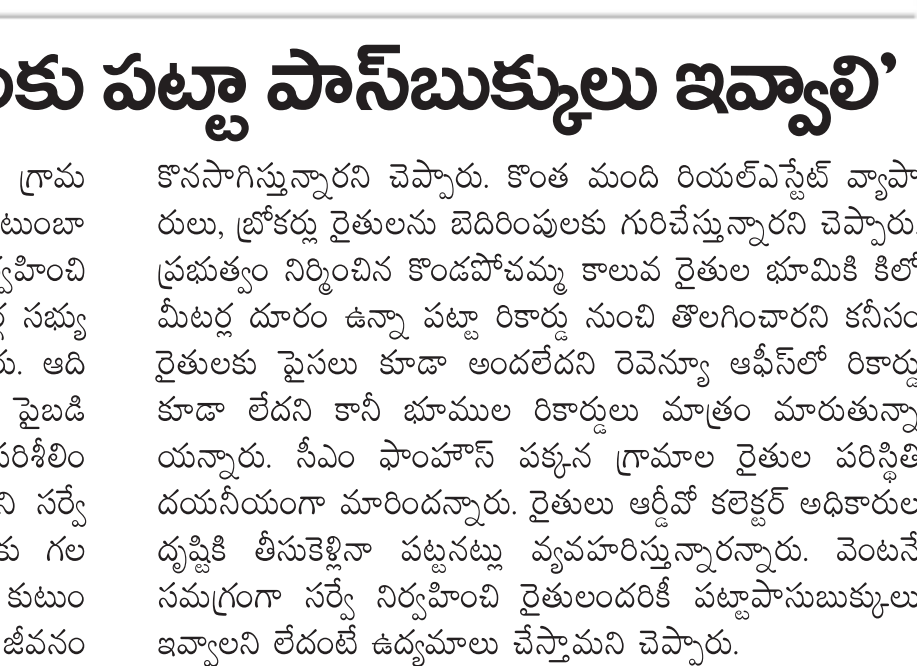 కు పట్టా పాస్‌బుక్కులు ఇవ్వాలి’
గ్రామ
టుంబా
ర్వహించి
ర్గ సభ్యు
రు. ఆది
పైబడి
పరిశీలిం
ని సర్వే
కు గల
కుటుం
జీవనం
కొనసాగిస్తున్నారని చెప్పారు. కొంత మంది రియల్‌ఎస్టేట్ వ్యాపా
రులు, బ్రోకర్లు రైతులను బెదిరింపులకు గురిచేస్తున్నారని చెప్పారు.
ప్రభుత్వం నిర్మించిన కొండపోచమ్మ కాలువ రైతుల భూమికి కిలో
మీటర్ల దూరం ఉన్నా పట్టా రికార్డు నుంచి తొలగించారని కనీసం
రైతులకు పైసలు కూడా అందలేదని రెవెన్యూ ఆఫీస్‌లో రికార్డు
కూడా లేదని కానీ భూముల రికార్డులు మాత్రం మారుతున్నా
యన్నారు. సీఎం ఫాంహౌస్ పక్కన గ్రామాల రైతుల పరిస్థితి
దయనీయంగా మారిందన్నారు. రైతులు ఆర్డీవో కలెక్టర్ అధికారుల
దృష్టికి తీసుకెళ్లినా పట్టనట్లు వ్యవహరిస్తున్నారన్నారు. వెంటనే
సమగ్రంగా సర్వే నిర్వహించి రైతులందరికీ పట్టాపాసుబుక్కులు
ఇవ్వాలని లేదంటే ఉద్యమాలు చేస్తామని చెప్పారు.